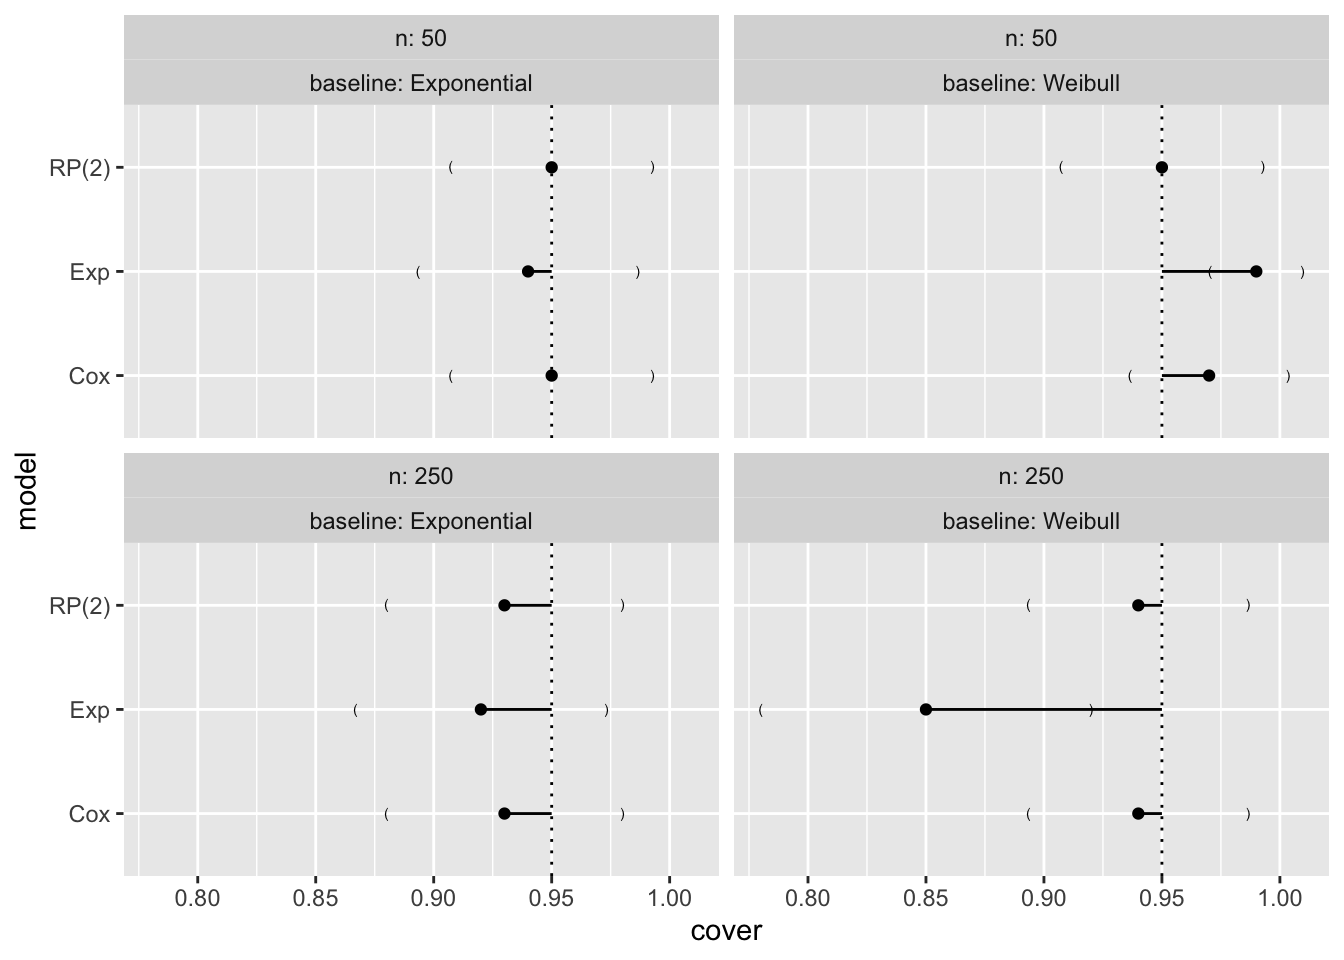 n: 50
baseline: Exponential
n: 50
baseline: Weibull
RP(2)
Exp
Cox
n: 250
baseline: Exponential
n: 250
baseline: Weibull
RP(2)
Exp
Cox
model
0.80 0.85 0.90 0.95 1.00
0.80 0.85 0.90 0.95 1.00
cover